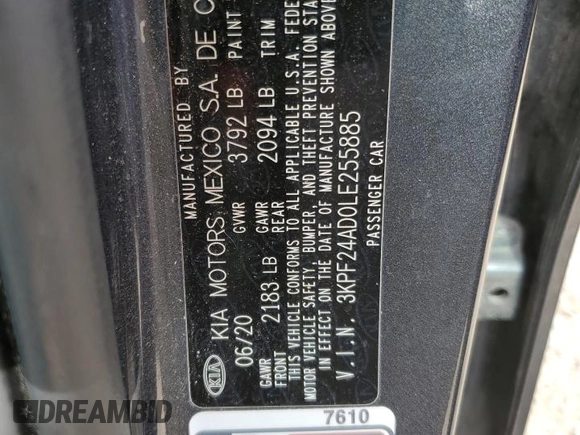 MANUFACTURED BY
KIA KIA MOTORS MEXICO S.A. DE C
06/20 GVWR 3792 LB PAINT
GAWR FRONT 2183 LB GAWR REAR 2094 LB TRIM
THIS VEHICLE CONFORMS TO ALL APPLICABLE U.S.A. FEDE
MOTOR VEHICLE SAFETY, BUMPER, AND THEFT PREVENTION STA
IN EFFECT ON THE DATE OF MANUFACTURE SHOWN ABOVE
V.I.N. 3KPF24AD0LE255885
PASSENGER CAR
7610
DREAMBID